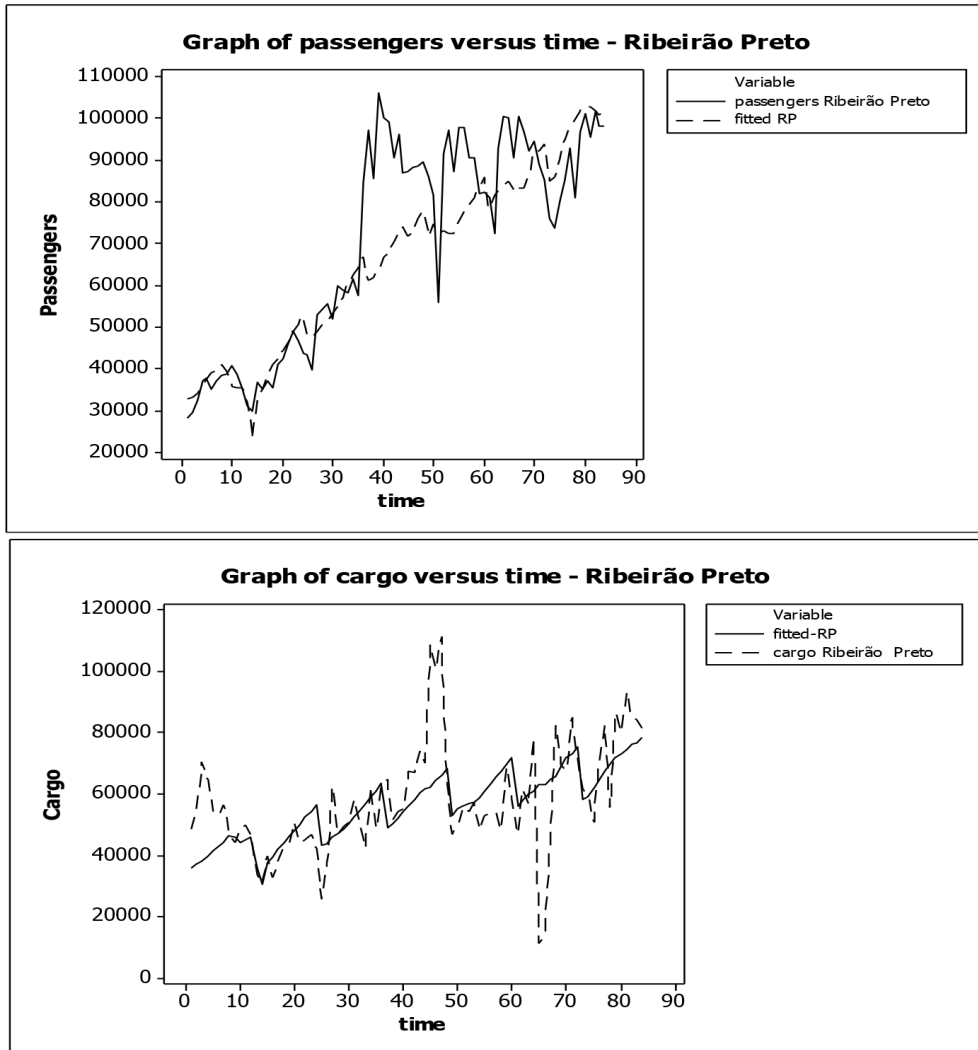 Graph of passengers versus time - Ribeirão Preto
110000
100000
90000
80000
70000
60000
50000
40000
30000
20000
Passengers
0 10 20 30 40 50 60 70 80 90
time
Variable
passengers Ribeirão Preto
fitted RP
Graph of cargo versus time - Ribeirão Preto
120000
100000
80000
60000
40000
20000
0
Cargo
0 10 20 30 40 50 60 70 80 90
time
Variable
fitted-RP
cargo Ribeirão Preto